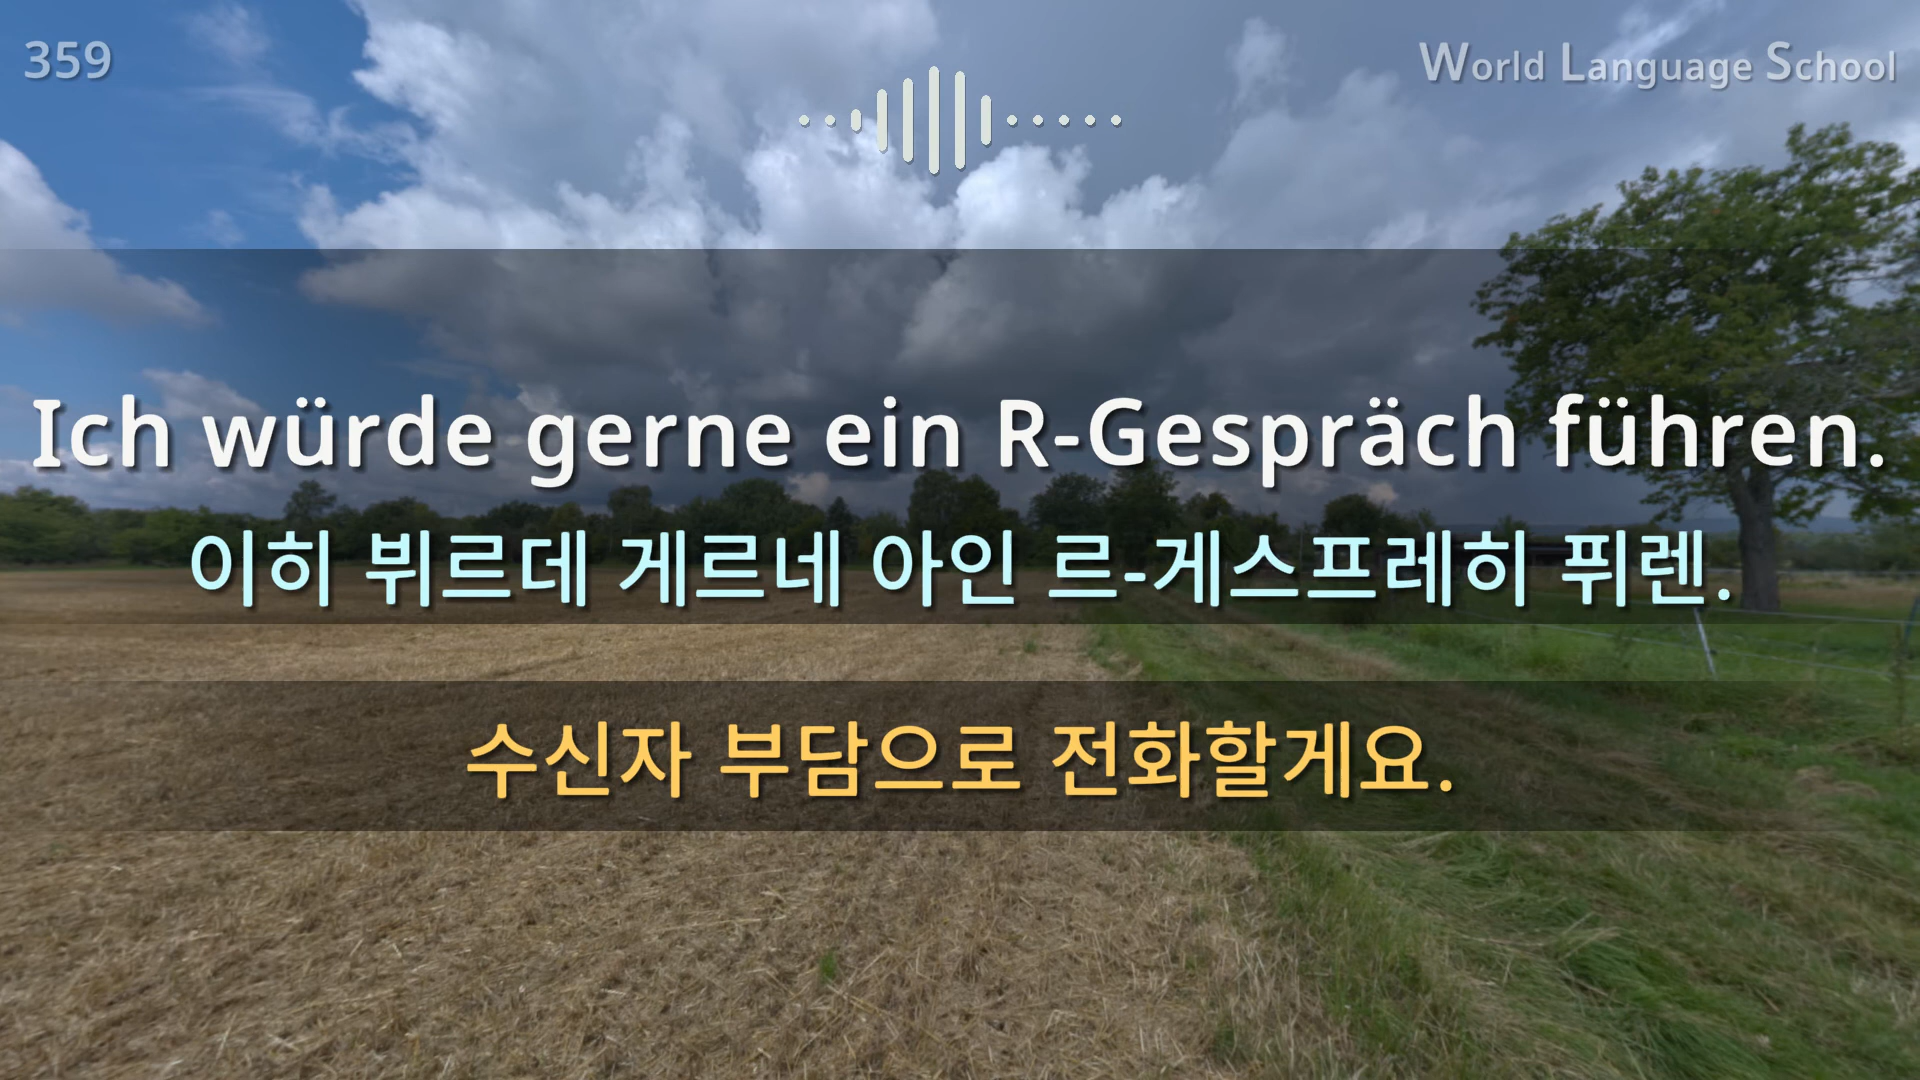 359
World Language School
Ich würde gerne ein R-Gespräch führen.
이히 뷔르데 게르네 아인 르-게스프레히 퓌렌.
수신자 부담으로 전화할게요.